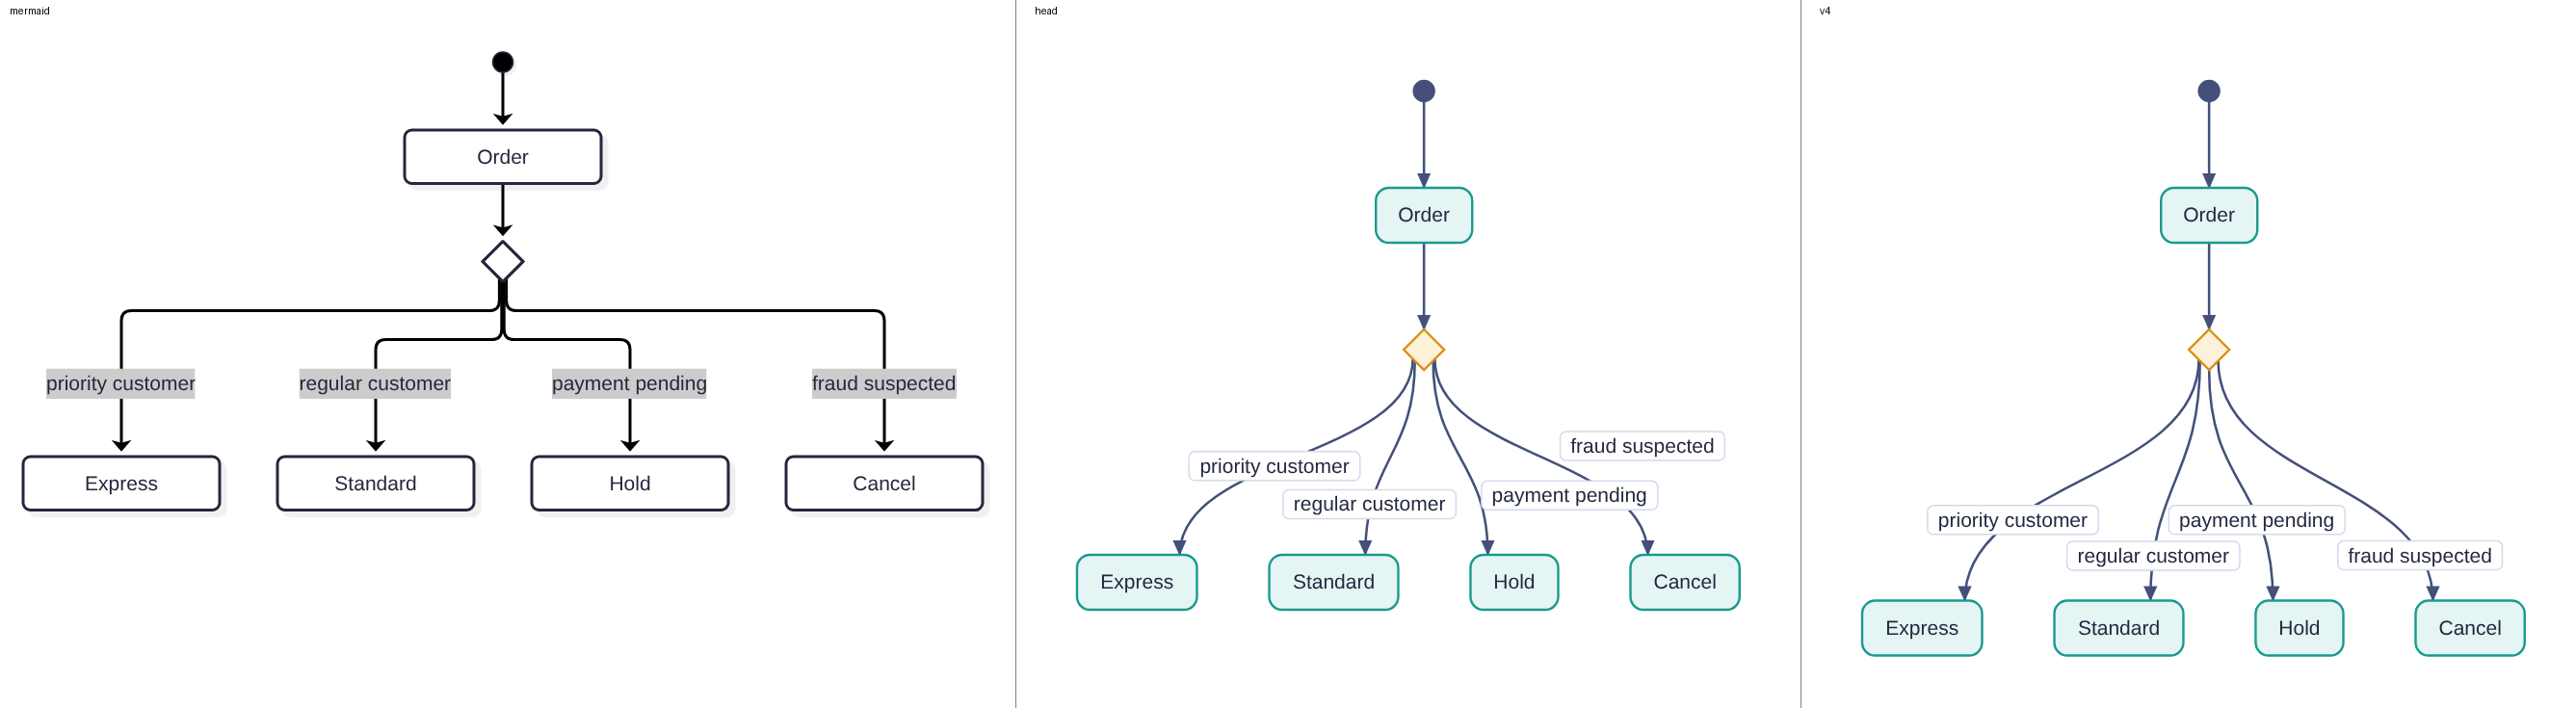 mermaid
Order
priority customer
regular customer
payment pending
fraud suspected
Express
Standard
Hold
Cancel
head
Order
fraud suspected
priority customer
payment pending
regular customer
Express
Standard
Hold
Cancel
v4
Order
priority customer
payment pending
regular customer
fraud suspected
Express
Standard
Hold
Cancel